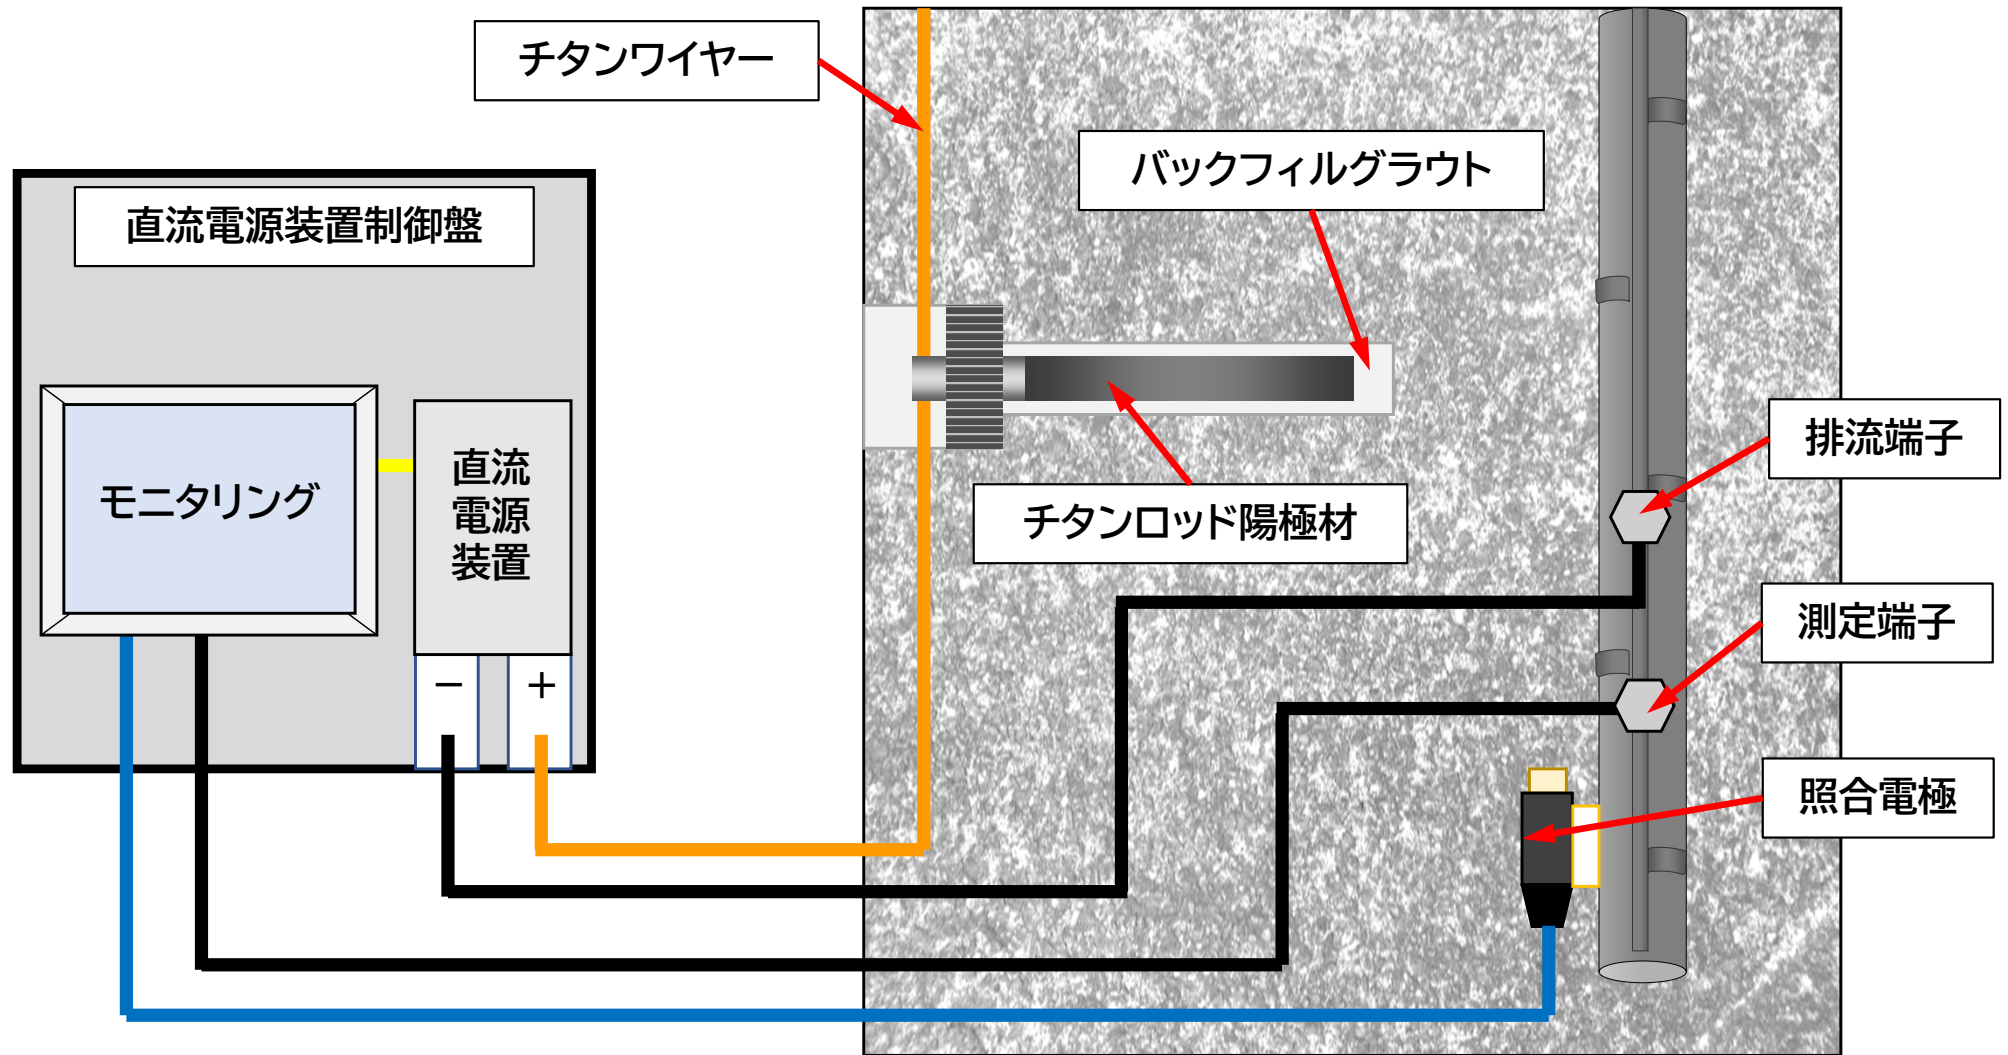 チタンワイヤー
バックフィルグラウト
直流電源装置制御盤
モニタリング
直流
電源
装置
−
+
チタンロッド陽極材
排流端子
測定端子
照合電極